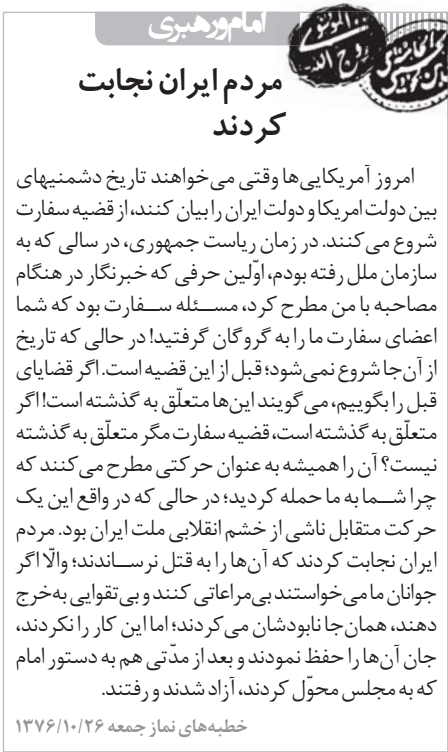 امام و رهبری
مردم ایران نجابت
کردند
امروز آمریکایی‌ها وقتی می‌خواهند تاریخ دشمنیهای
بین دولت امریکا و دولت ایران را بیان کنند، از قضیه سفارت
شروع می‌کنند. در زمان ریاست جمهوری، در سالی که به
سازمان ملل رفته بودم، اوّلین حرفی که خبرنگار در هنگام
مصاحبه با من مطرح کرد، مسئله سفارت بود که شما
اعضای سفارت ما را به گروگان گرفتید! در حالی که تاریخ
از آن‌جا شروع نمی‌شود؛ قبل از این قضیه است. اگر قضایای
قبل را بگوییم، می‌گویند این‌ها متعلّق به گذشته است! اگر
متعلّق به گذشته است، قضیه سفارت مگر متعلّق به گذشته
نیست؟ آن را همیشه به عنوان حرکتی مطرح می‌کنند که
چرا شما به ما حمله کردید؛ در حالی که در واقع این یک
حرکت متقابل ناشی از خشم انقلابی ملت ایران بود. مردم
ایران نجابت کردند که آن‌ها را به قتل نرساندند؛ والّا اگر
جوانان ما می‌خواستند بی‌مراعاتی کنند و بی‌تقوایی به‌خرج
دهند، همان‌جا نابودشان می‌کردند؛ اما این کار را نکردند،
جان آن‌ها را حفظ نمودند و بعد از مدّتی هم به دستور امام
که به مجلس محوّل کردند، آزاد شدند و رفتند.
خطبه‌های نماز جمعه ۱۳۷۶/۱۰/۲۶